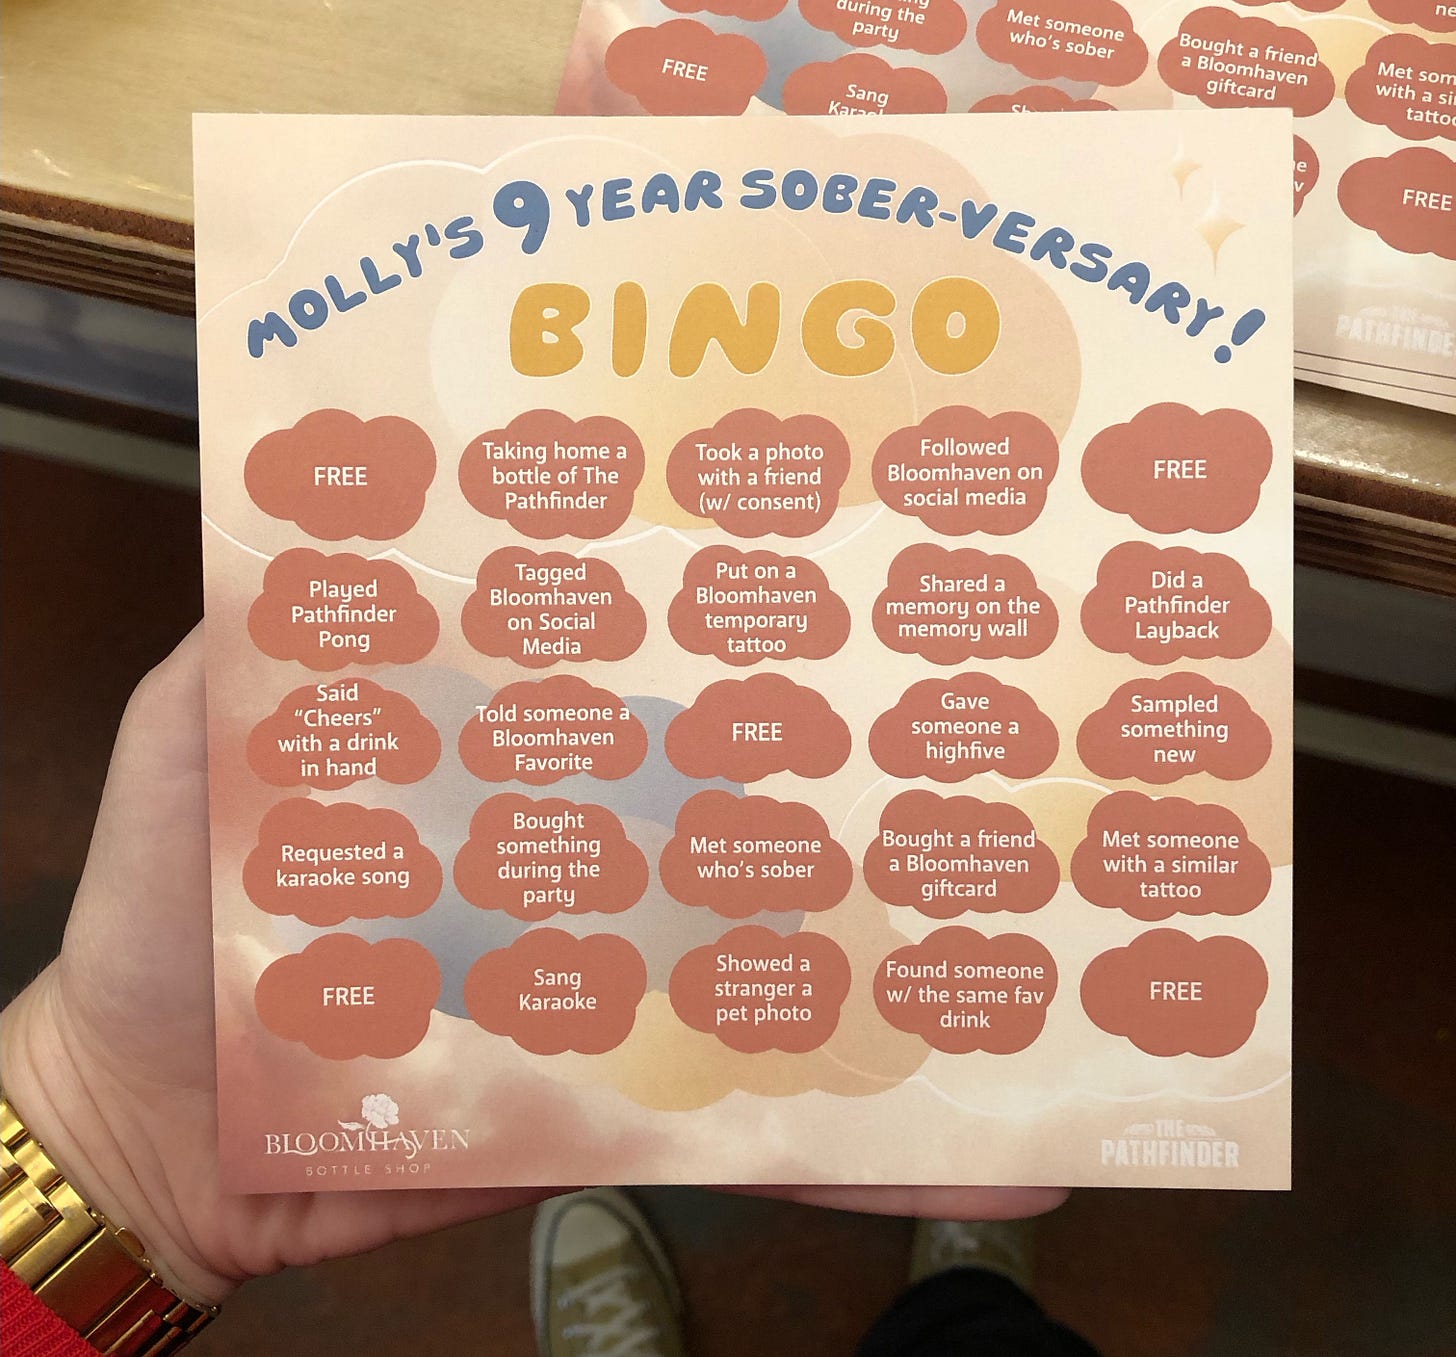 during the
party
Met someone
who's sober
Bought a friend
a Bloomhaven
giftcard
FREE
Sang
with a
FREE
MOLLY'S 9 YEAR SOBER-VERSARY!
BINGO
FREE
Taking home a
bottle of The
Pathfinder
Took a photo
with a friend
(w/ consent)
Followed
Bloomhaven on
social media
FREE
Played
Pathfinder
Pong
Tagged
Bloomhaven
on Social
Media
Put on a
Bloomhaven
temporary
tattoo
Shared a
memory on the
memory wall
Did a
Pathfinder
Layback
Said
“Cheers”
with a drink
in hand
Told someone a
Bloomhaven
Favorite
FREE
Gave
someone a
highfive
Sampled
something
new
Requested a
karaoke song
Bought
something
during the
party
Met someone
who's sober
Bought a friend
a Bloomhaven
giftcard
Met someone
with a similar
tattoo
FREE
Sang
Karaoke
Showed a
stranger a
pet photo
Found someone
w/ the same fav
drink
FREE
BLOOMHAVEN
BOTTLE SHOP
THE
PATHFINDER